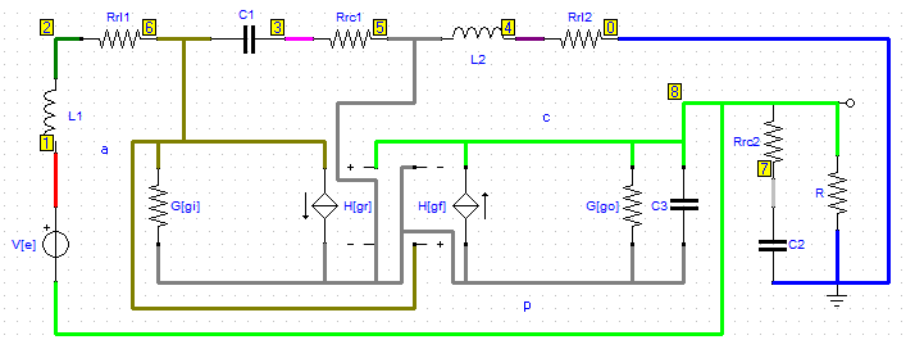 2 Rrl1 6 C1 3 Rrc1 5 4 Rrl2 0
L2
8
L1
c
1
a
Rrc2
+ − −
7
G[gi] H[gr] H[gf] G[go] C3 R
V[e] + − − + C2
p